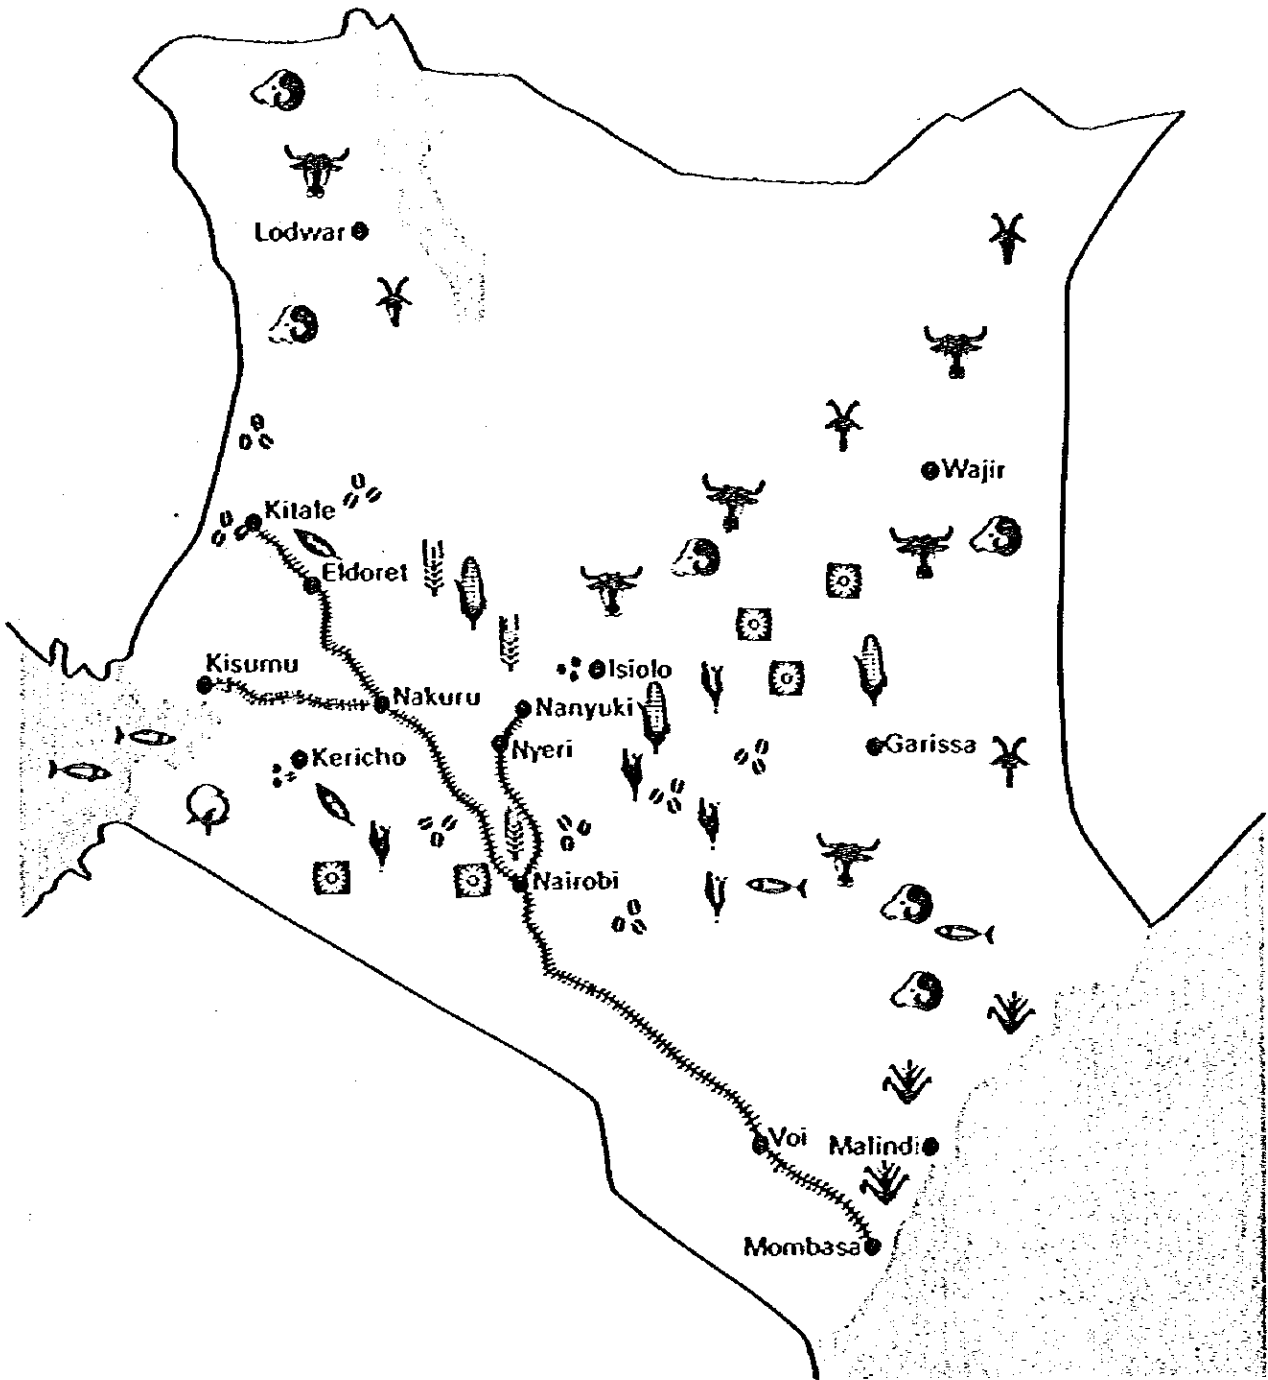 Lodwar
Wajir
Kitale
Eldoret
Kisumu
Isiolo
Nakuru
Nanyuki
Nyeri
Garissa
Kericho
Nairobi
Voi
Malindi
Mombasa